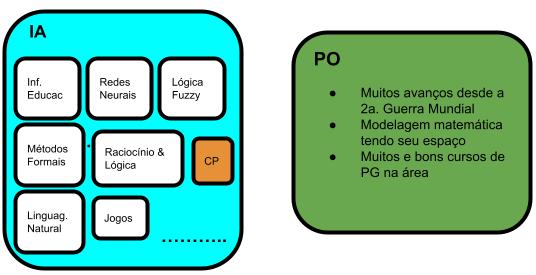 IA
Inf.
Educac
Redes
Neurais
Lógica
Fuzzy
Métodos
Formais
Raciocínio &
Lógica
CP
Linguag.
Natural
Jogos
...........
PO
● Muitos avanços desde a
2a. Guerra Mundial
● Modelagem matemática
tendo seu espaço
● Muitos e bons cursos de
PG na área